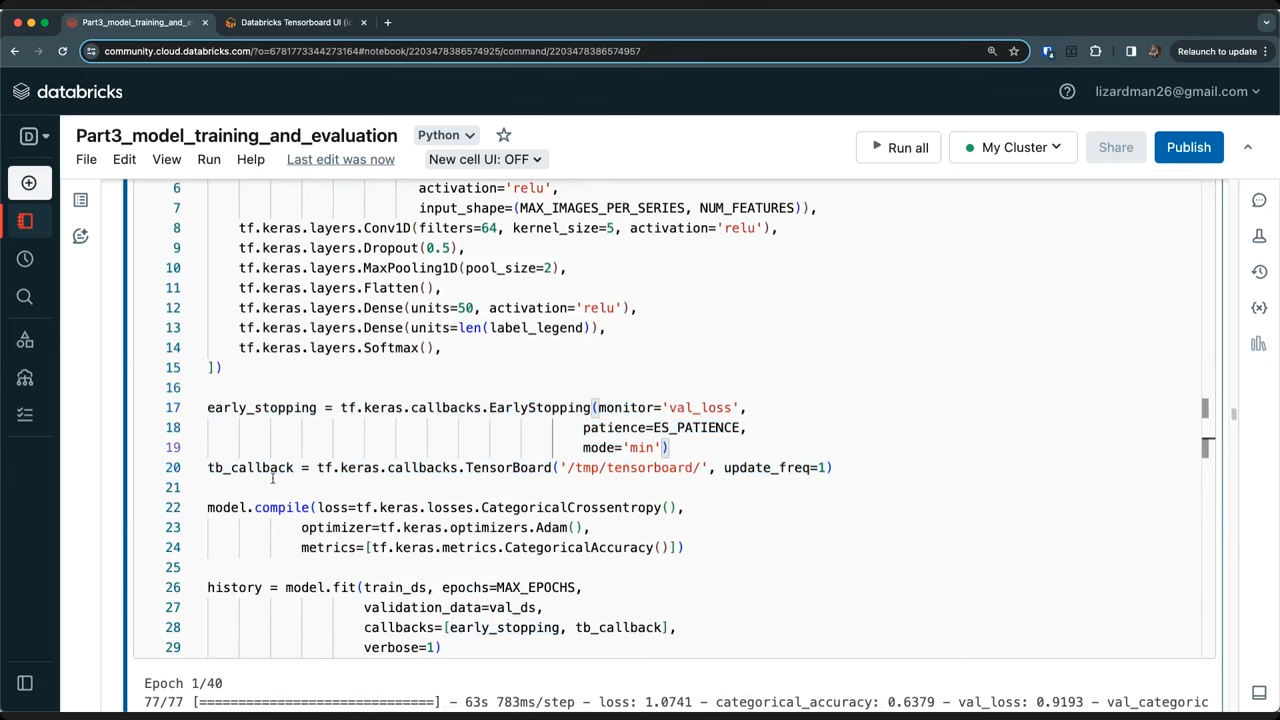 Part3_model_training_and_e
Databricks Tensorboard UI (i
community.cloud.databricks.com/?o=6781773344273164#notebook/2203478386574925/command/2203478386574957
Relaunch to update
databricks
lizardman26@gmail.com
D
Part3_model_training_and_evaluation
Python
Run all
My Cluster
Share
Publish
File Edit View Run Help Last edit was now New cell UI: OFF
6 activation='relu',
7 input_shape=(MAX_IMAGES_PER_SERIES, NUM_FEATURES)),
8 tf.keras.layers.Conv1D(filters=64, kernel_size=5, activation='relu'),
9 tf.keras.layers.Dropout(0.5),
10 tf.keras.layers.MaxPooling1D(pool_size=2),
11 tf.keras.layers.Flatten(),
12 tf.keras.layers.Dense(units=50, activation='relu'),
13 tf.keras.layers.Dense(units=len(label_legend)),
14 tf.keras.layers.Softmax(),
15 ])
16
17 early_stopping = tf.keras.callbacks.EarlyStopping(monitor='val_loss',
18 patience=ES_PATIENCE,
19 mode='min')
20 tb_callback = tf.keras.callbacks.TensorBoard('/tmp/tensorboard/', update_freq=1)
21
22 model.compile(loss=tf.keras.losses.CategoricalCrossentropy(),
23 optimizer=tf.keras.optimizers.Adam(),
24 metrics=[tf.keras.metrics.CategoricalAccuracy()])
25
26 history = model.fit(train_ds, epochs=MAX_EPOCHS,
27 validation_data=val_ds,
28 callbacks=[early_stopping, tb_callback],
29 verbose=1)
Epoch 1/40
77/77 [==============================] - 63s 783ms/step - loss: 1.0741 - categorical_accuracy: 0.6379 - val_loss: 0.9193 - val_categoric